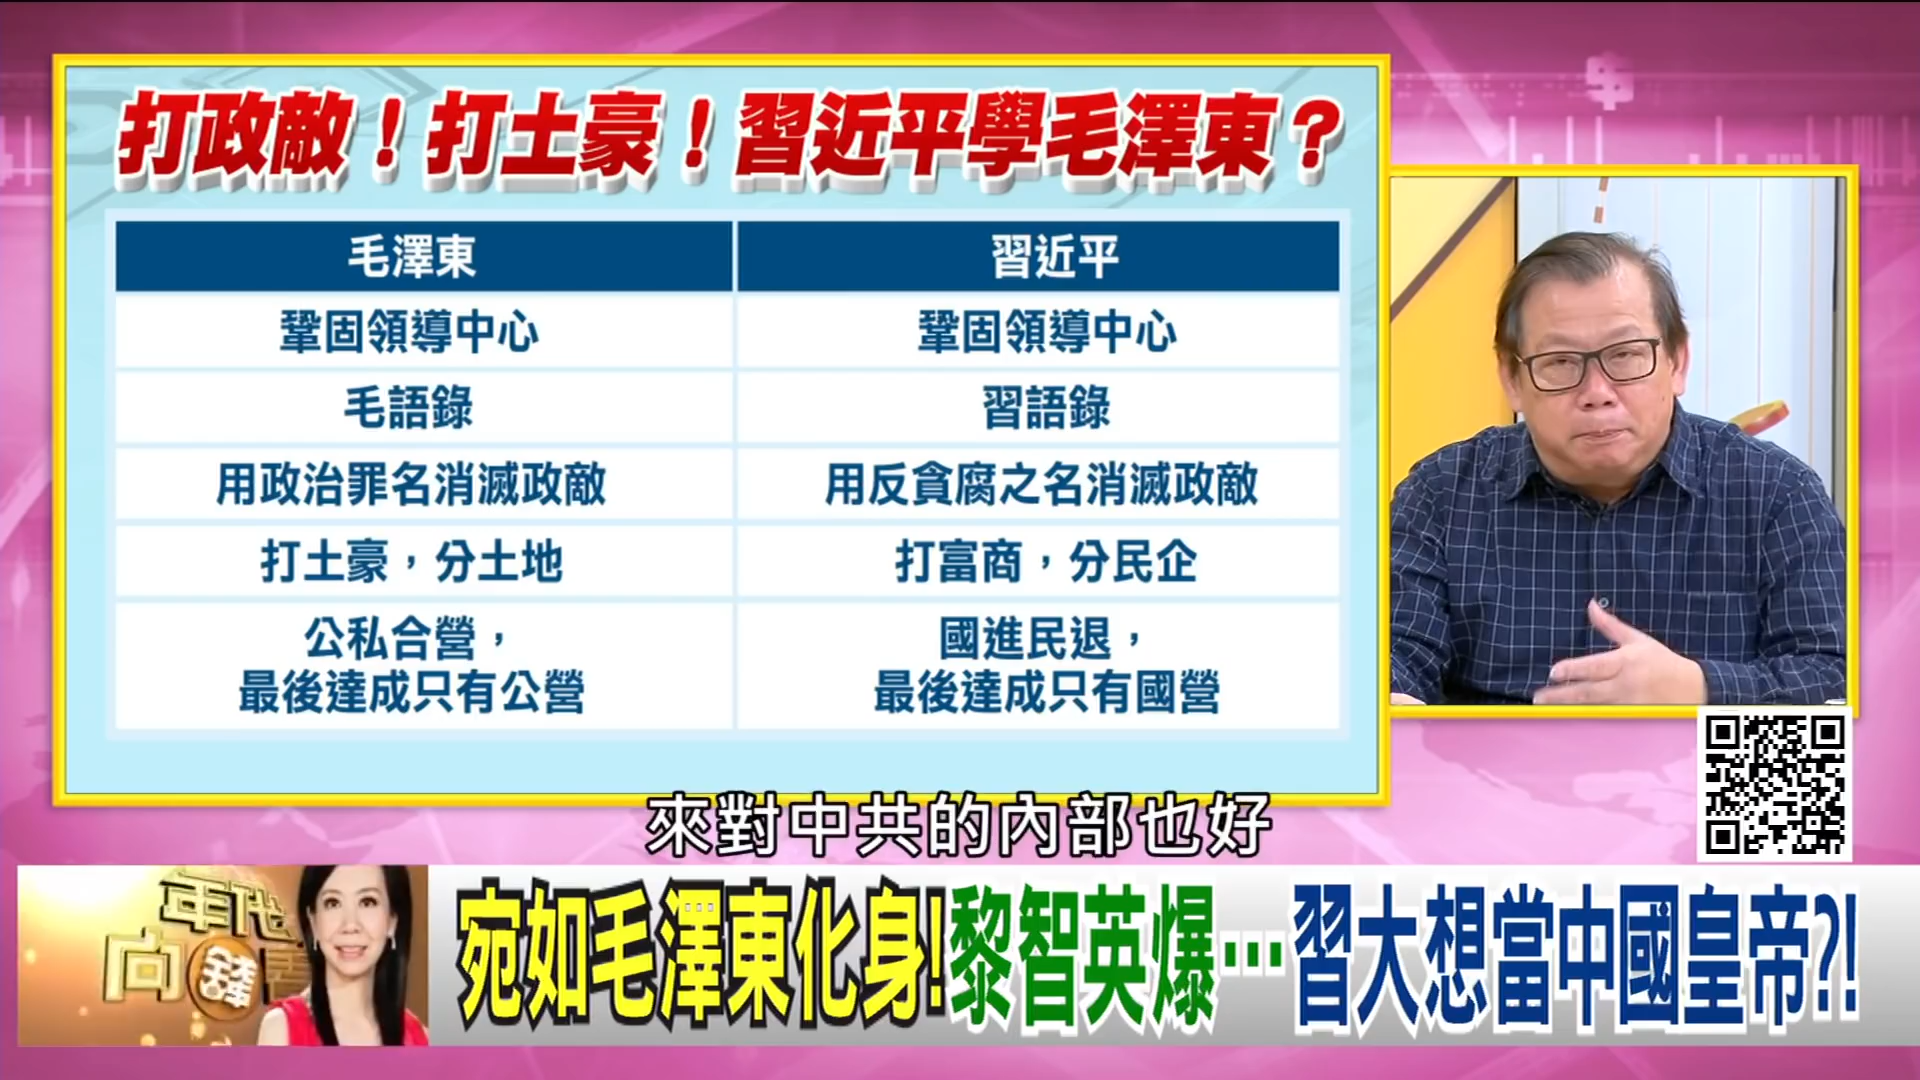 打政敵！打土豪！習近平學毛澤東？
毛澤東 習近平
鞏固領導中心 鞏固領導中心
毛語錄 習語錄
用政治罪名消滅政敵 用反貪腐之名消滅政敵
打土豪，分土地 打富商，分民企
公私合營， 國進民退，
最後達成只有公營 最後達成只有國營
來對中共的內部也好
年代
向錢看
宛如毛澤東化身!黎智英爆…習大想當中國皇帝?!